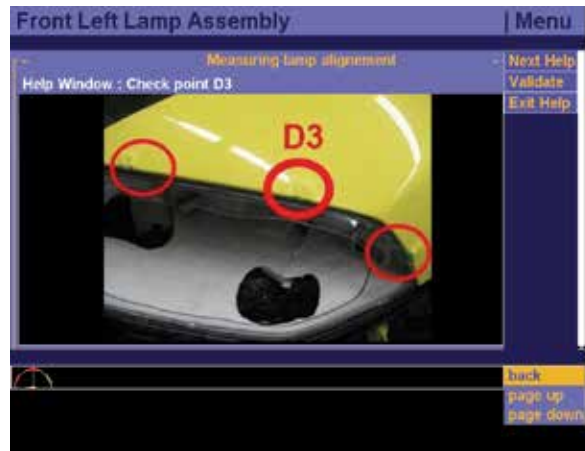 Front Left Lamp Assembly
| Menu
Measuring lamp alignement
Help Window : Check point D3
Next Help
Validate
Exit Help
D3
back
page up
page down